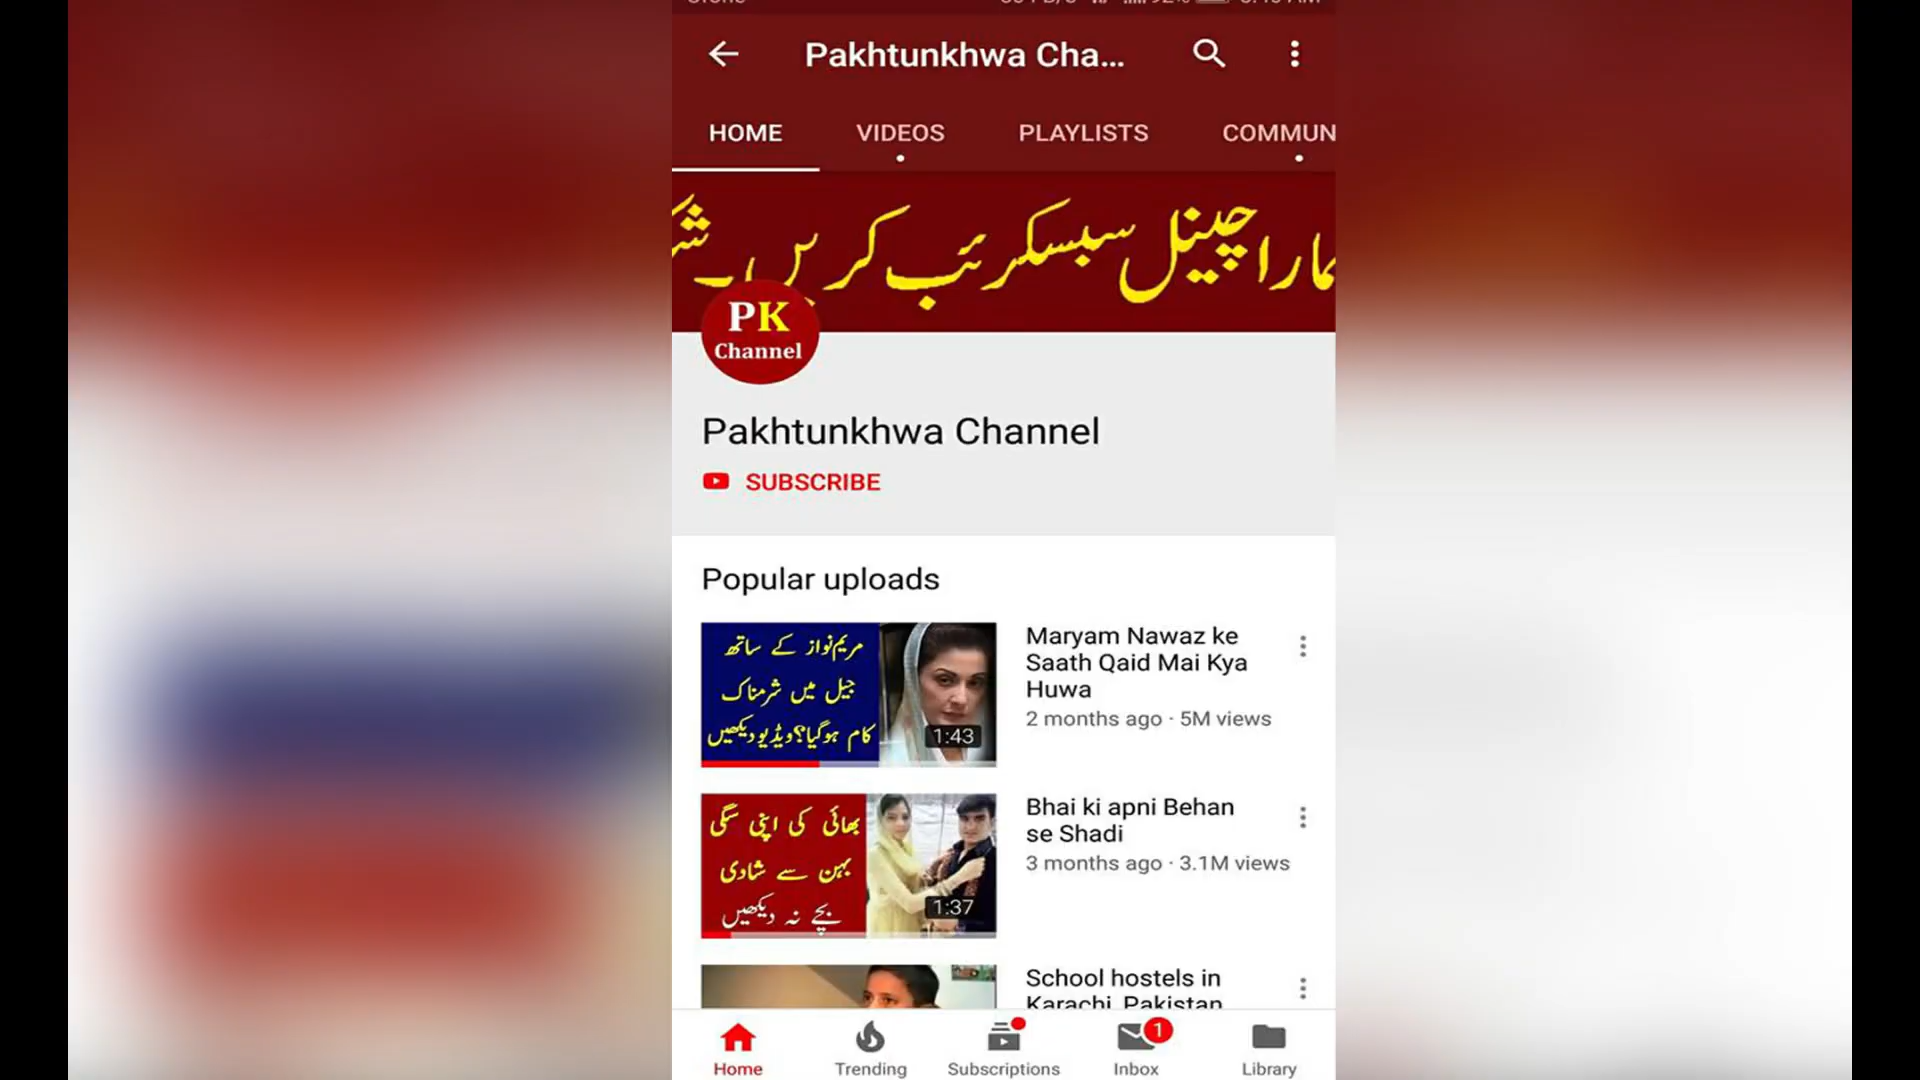 Pakhtunkhwa Cha...
HOME VIDEOS PLAYLISTS COMMUN
مارا چینل سبسکرئب کریں۔
PK
Channel
Pakhtunkhwa Channel
SUBSCRIBE
Popular uploads
مریم نواز کے ساتھ
جیل میں شرمناک
کام ہوگیا؟ویڈیو دیکھیں
1:43
Maryam Nawaz ke
Saath Qaid Mai Kya
Huwa
2 months ago · 5M views
بھائی کی اپنی سگی
بہن سے شادی
بچے نہ دیکھیں
1:37
Bhai ki apni Behan
se Shadi
3 months ago · 3.1M views
School hostels in
Karachi, Pakistan
Home Trending Subscriptions Inbox Library
1